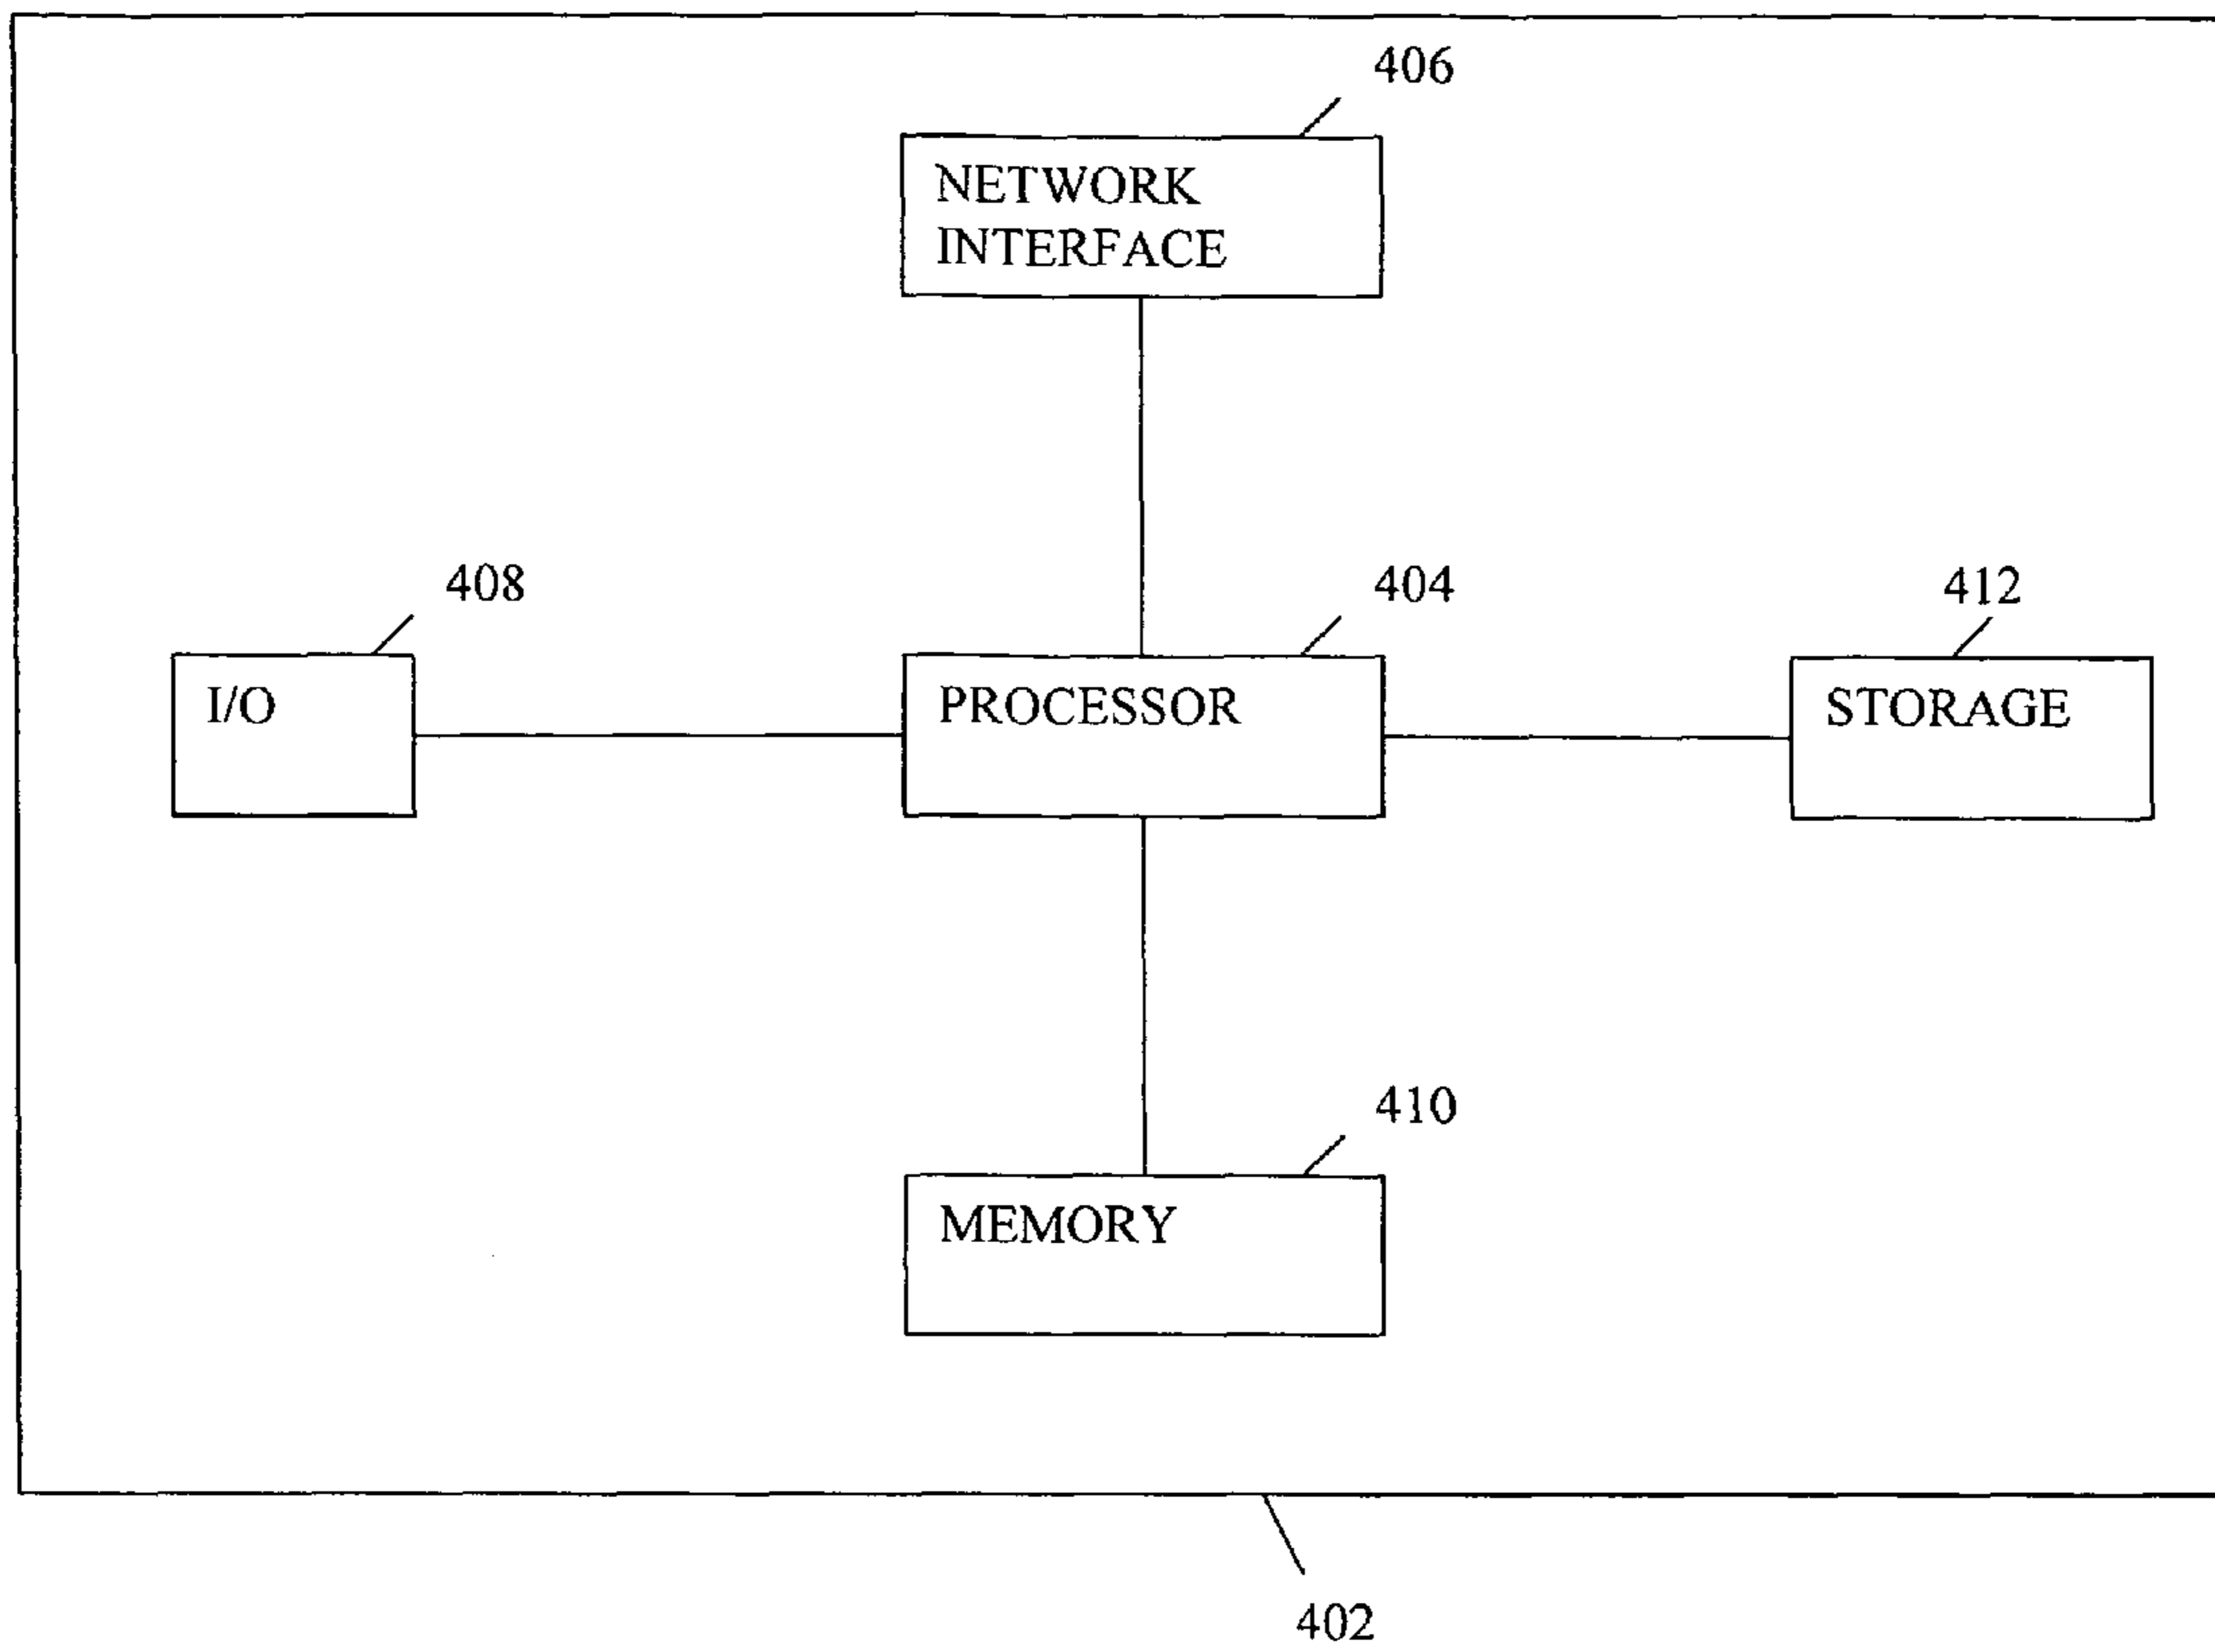 406
NETWORK
INTERFACE
408
404
412
I/O
PROCESSOR
STORAGE
410
MEMORY
402